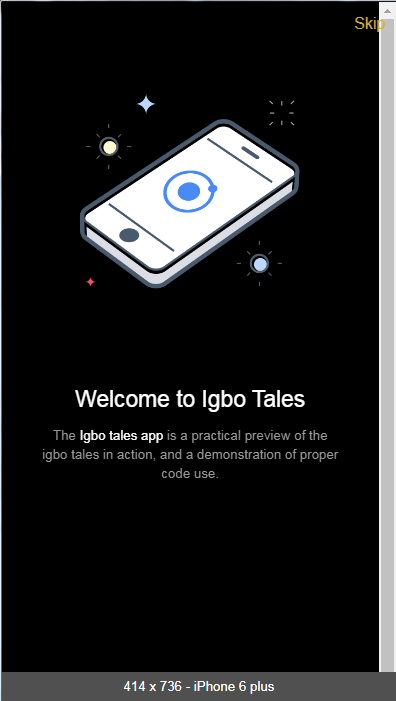 Skip
Welcome to Igbo Tales
The Igbo tales app is a practical preview of the
igbo tales in action, and a demonstration of proper
code use.
414 x 736 - iPhone 6 plus